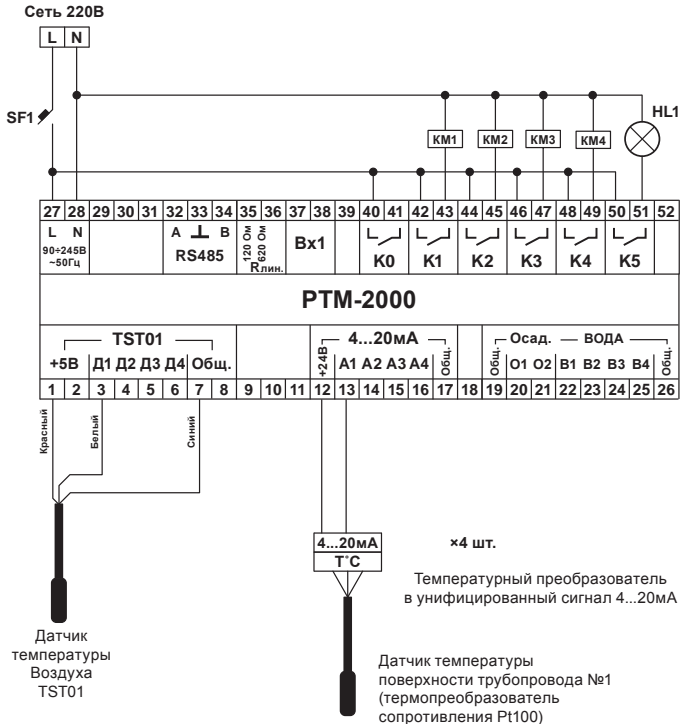 Сеть 220В
L N
SF1
HL1
КМ1 КМ2 КМ3 КМ4
27 28 29 30 31 32 33 34 35 36 37 38 39 40 41 42 43 44 45 46 47 48 49 50 51 52
L N
90÷245В
~50Гц
A ⊥ B
RS485
120 Ом
620 Ом
Rлин.
Вх1
K0 K1 K2 K3 K4 K5
РТМ-2000
TST01
+5В Д1 Д2 Д3 Д4 Общ.
4...20мА
+24В А1 А2 А3 А4 Общ.
Осад. — ВОДА
Общ. О1 О2 В1 В2 В3 В4 Общ.
1 2 3 4 5 6 7 8 9 10 11 12 13 14 15 16 17 18 19 20 21 22 23 24 25 26
Красный
Белый
Синий
4...20мА
T˚C
×4 шт.
Температурный преобразователь
в унифицированный сигнал 4...20мА
Датчик
температуры
Воздуха
TST01
Датчик температуры
поверхности трубопровода №1
(термопреобразователь
сопротивления Pt100)